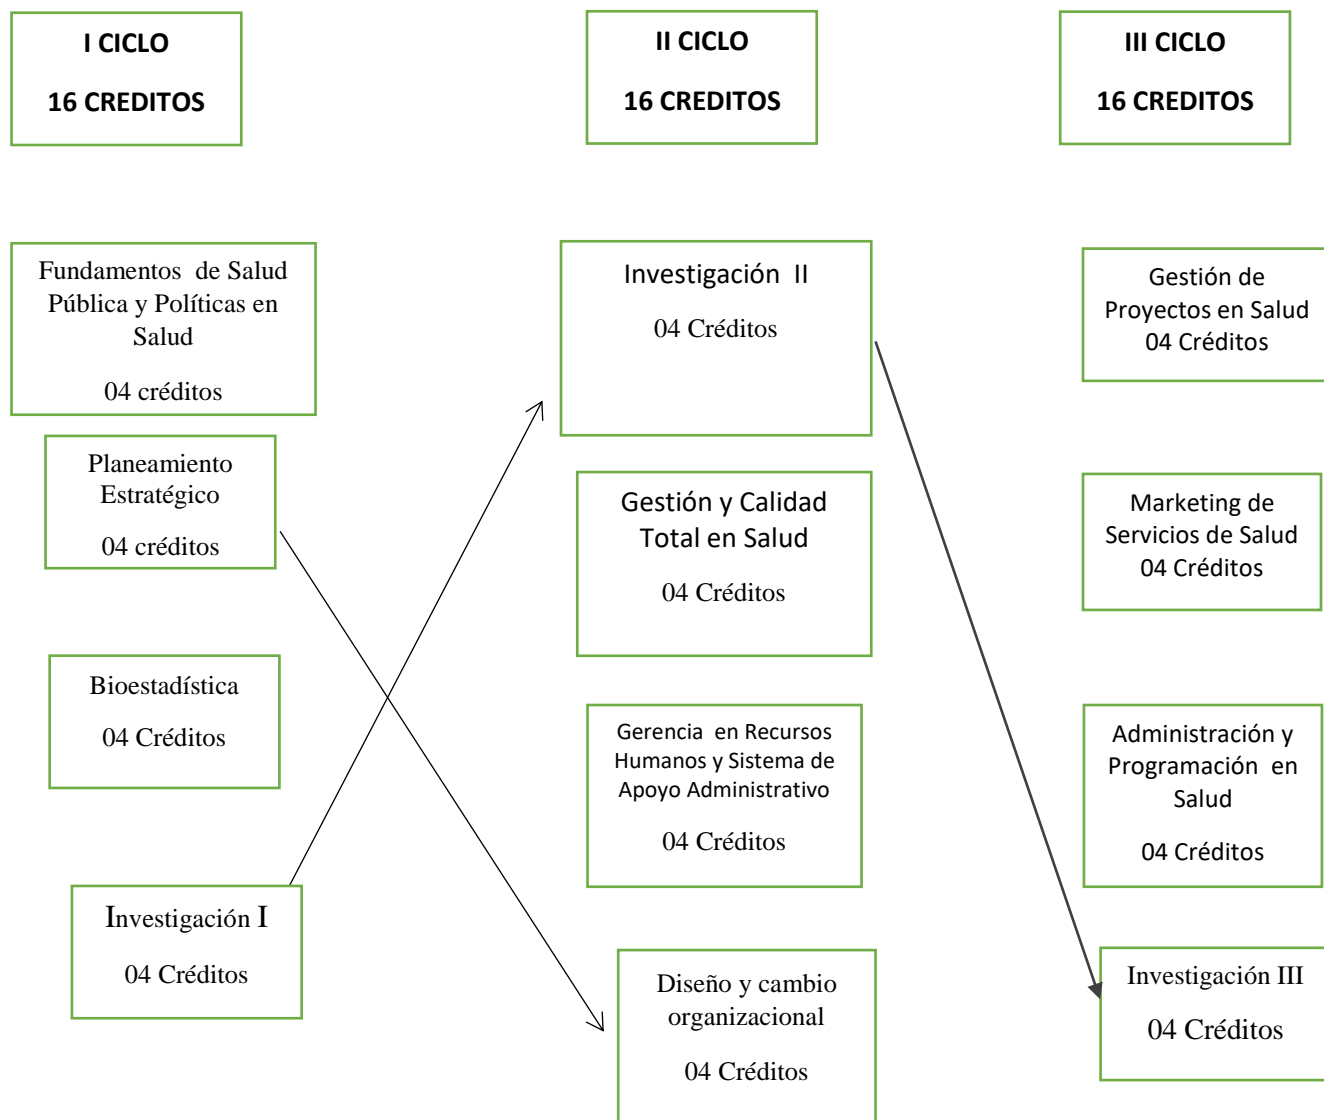 I CICLO
16 CREDITOS
II CICLO
16 CREDITOS
III CICLO
16 CREDITOS
Fundamentos de Salud
Pública y Políticas en
Salud
04 créditos
Planeamiento
Estratégico
04 créditos
Bioestadística
04 Créditos
Investigación I
04 Créditos
Investigación II
04 Créditos
Gestión y Calidad
Total en Salud
04 Créditos
Gerencia en Recursos
Humanos y Sistema de
Apoyo Administrativo
04 Créditos
Diseño y cambio
organizacional
04 Créditos
Gestión de
Proyectos en Salud
04 Créditos
Marketing de
Servicios de Salud
04 Créditos
Administración y
Programación en
Salud
04 Créditos
Investigación III
04 Créditos